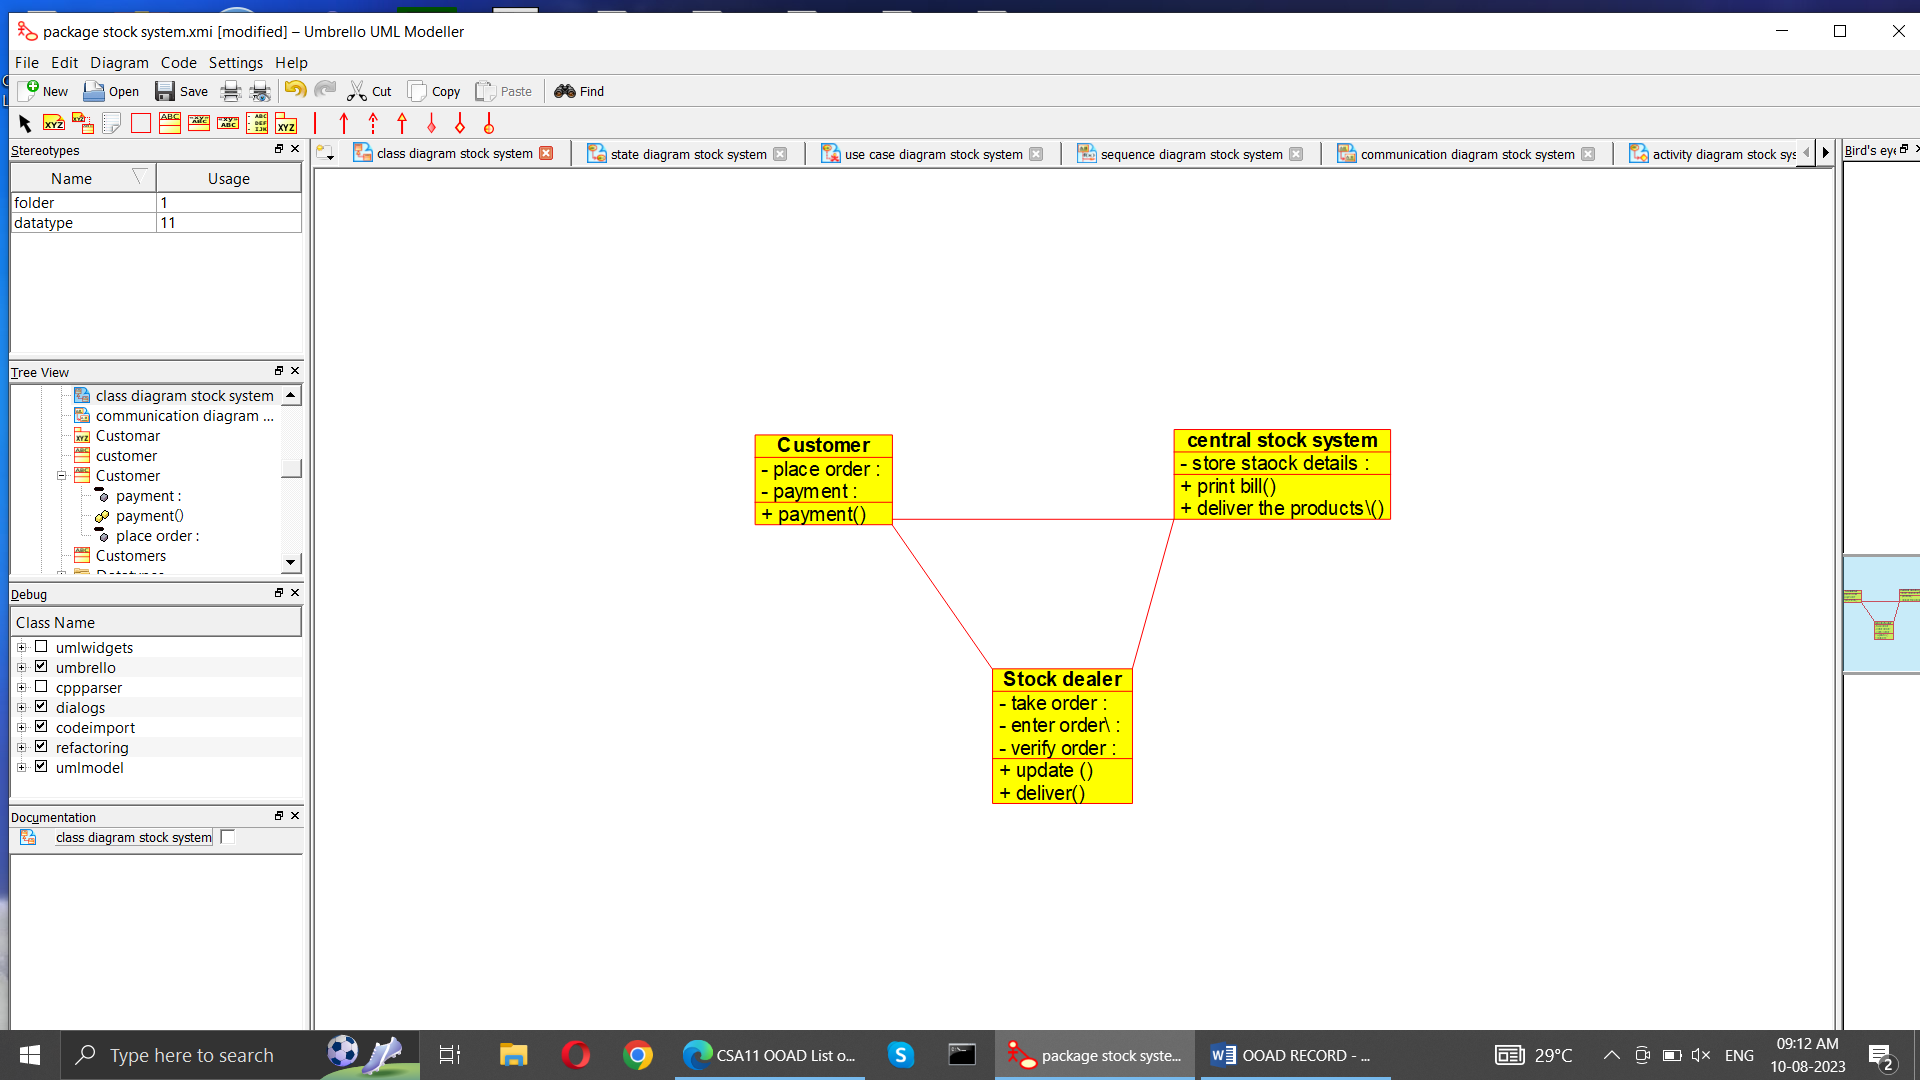 package stock system.xmi [modified] – Umbrello UML Modeller
File Edit Diagram Code Settings Help
New Open Save Cut Copy Paste Find
Stereotypes
Name Usage
folder 1
datatype 11
Tree View
class diagram stock system
communication diagram ...
Customar
customer
Customer
payment :
payment()
place order :
Customers
Debug
Class Name
umlwidgets
umbrello
cppparser
dialogs
codeimport
refactoring
umlmodel
Documentation
class diagram stock system
class diagram stock system
state diagram stock system
use case diagram stock system
sequence diagram stock system
communication diagram stock system
activity diagram stock sys
Bird's eye
Customer
- place order :
- payment :
+ payment()
central stock system
- store staock details :
+ print bill()
+ deliver the products\()
Stock dealer
- take order :
- enter order\ :
- verify order :
+ update ()
+ deliver()
Type here to search
CSA11 OOAD List o...
package stock syste...
OOAD RECORD - ...
29°C
ENG
09:12 AM
10-08-2023
2